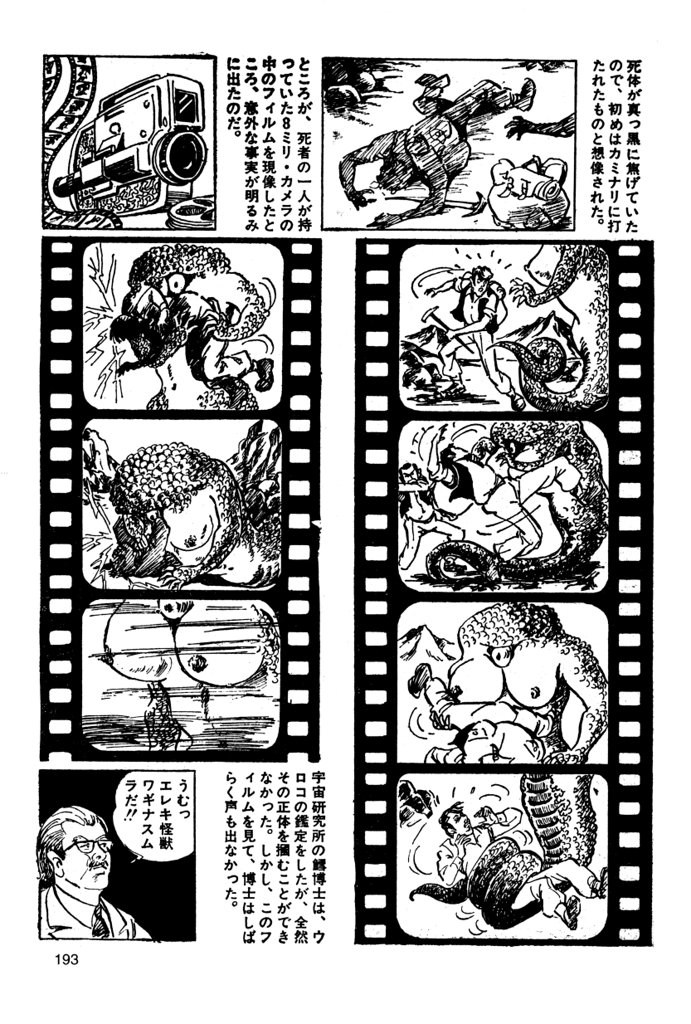 死体が真っ黒に焦げていた
ので、初めはカミナリに打
たれたものと想像された。
ところが、死者の一人が持
っていた8ミリ・カメラの
中のフィルムを現像したと
ころ、意外な事実が明るみ
に出たのだ。
宇宙研究所の鰐博士は、ウ
ロコの鑑定をしたが、全然
その正体を掴むことができ
なかった。しかし、このフ
ィルムを見て、博士はしば
らく声も出なかった。
うむっ
エレキ怪獣
ワギナスム
ラだ!!
193